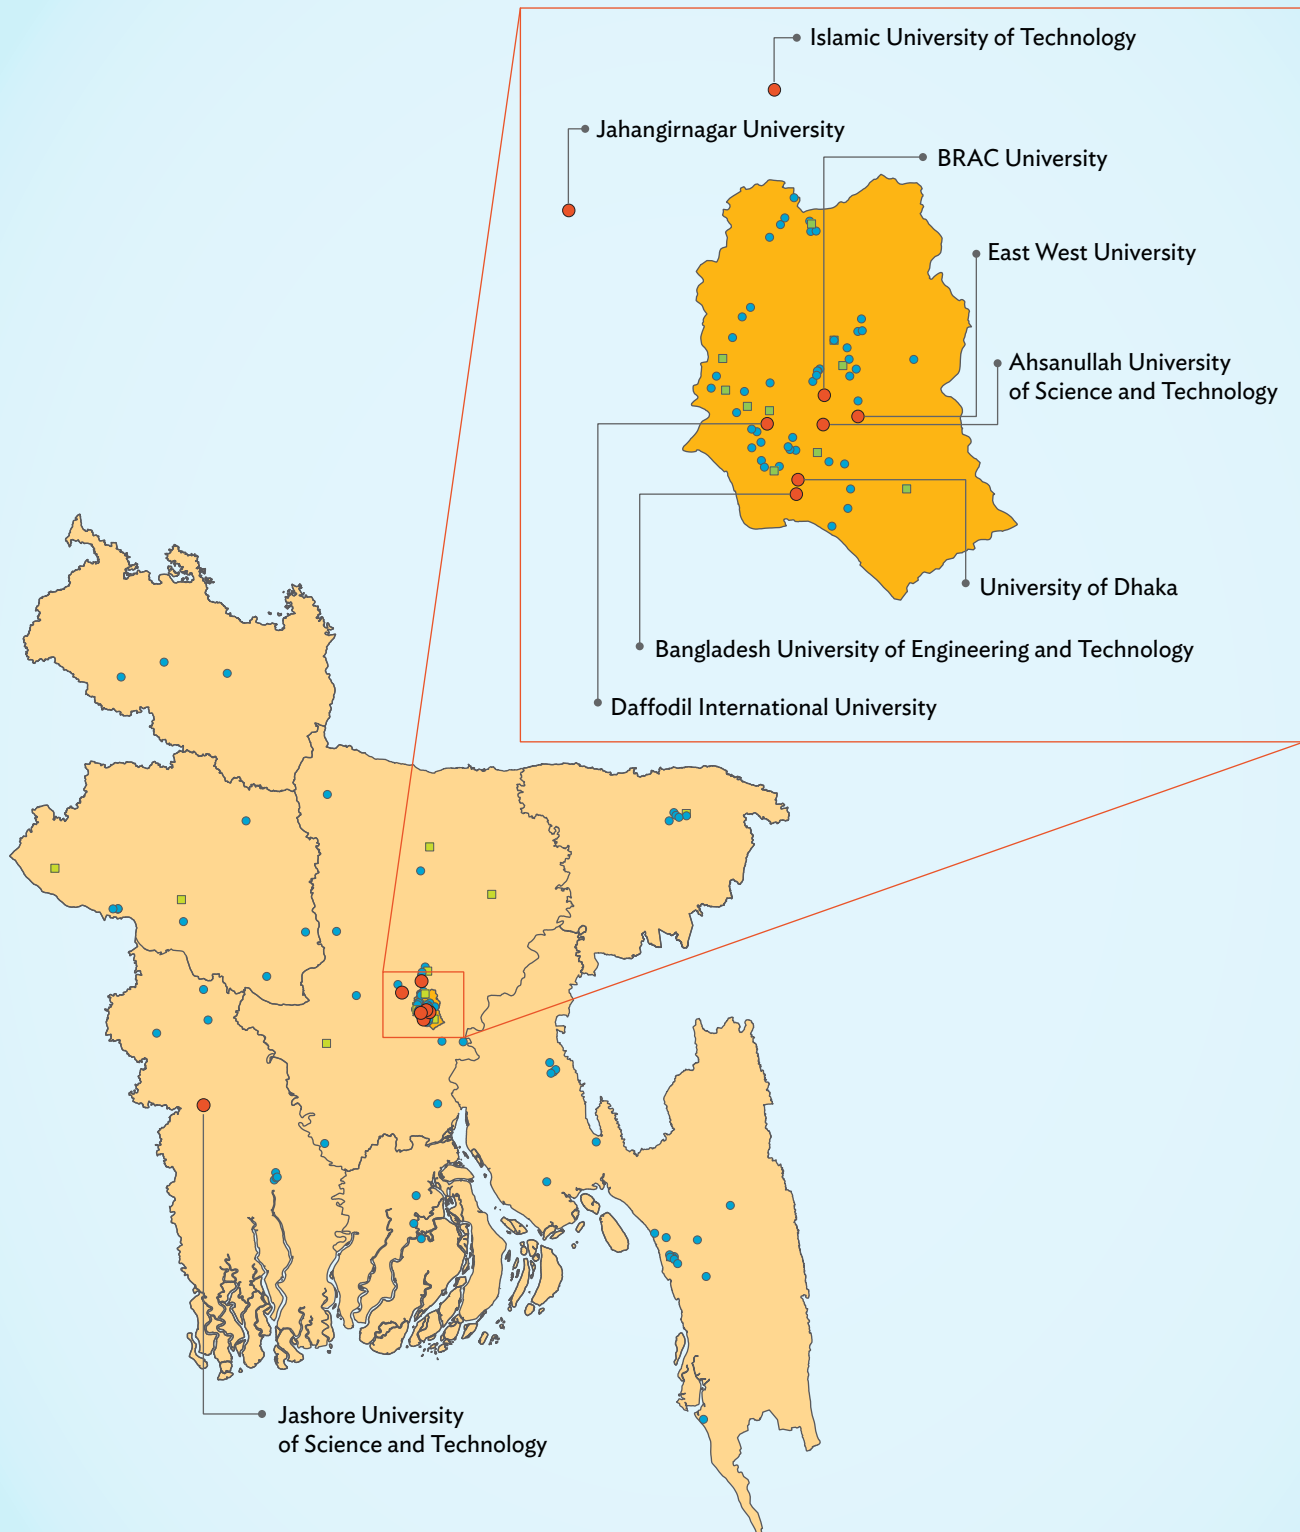 Islamic University of Technology
Jahangirnagar University
BRAC University
East West University
Ahsanullah University
of Science and Technology
University of Dhaka
Bangladesh University of Engineering and Technology
Daffodil International University
Jashore University
of Science and Technology